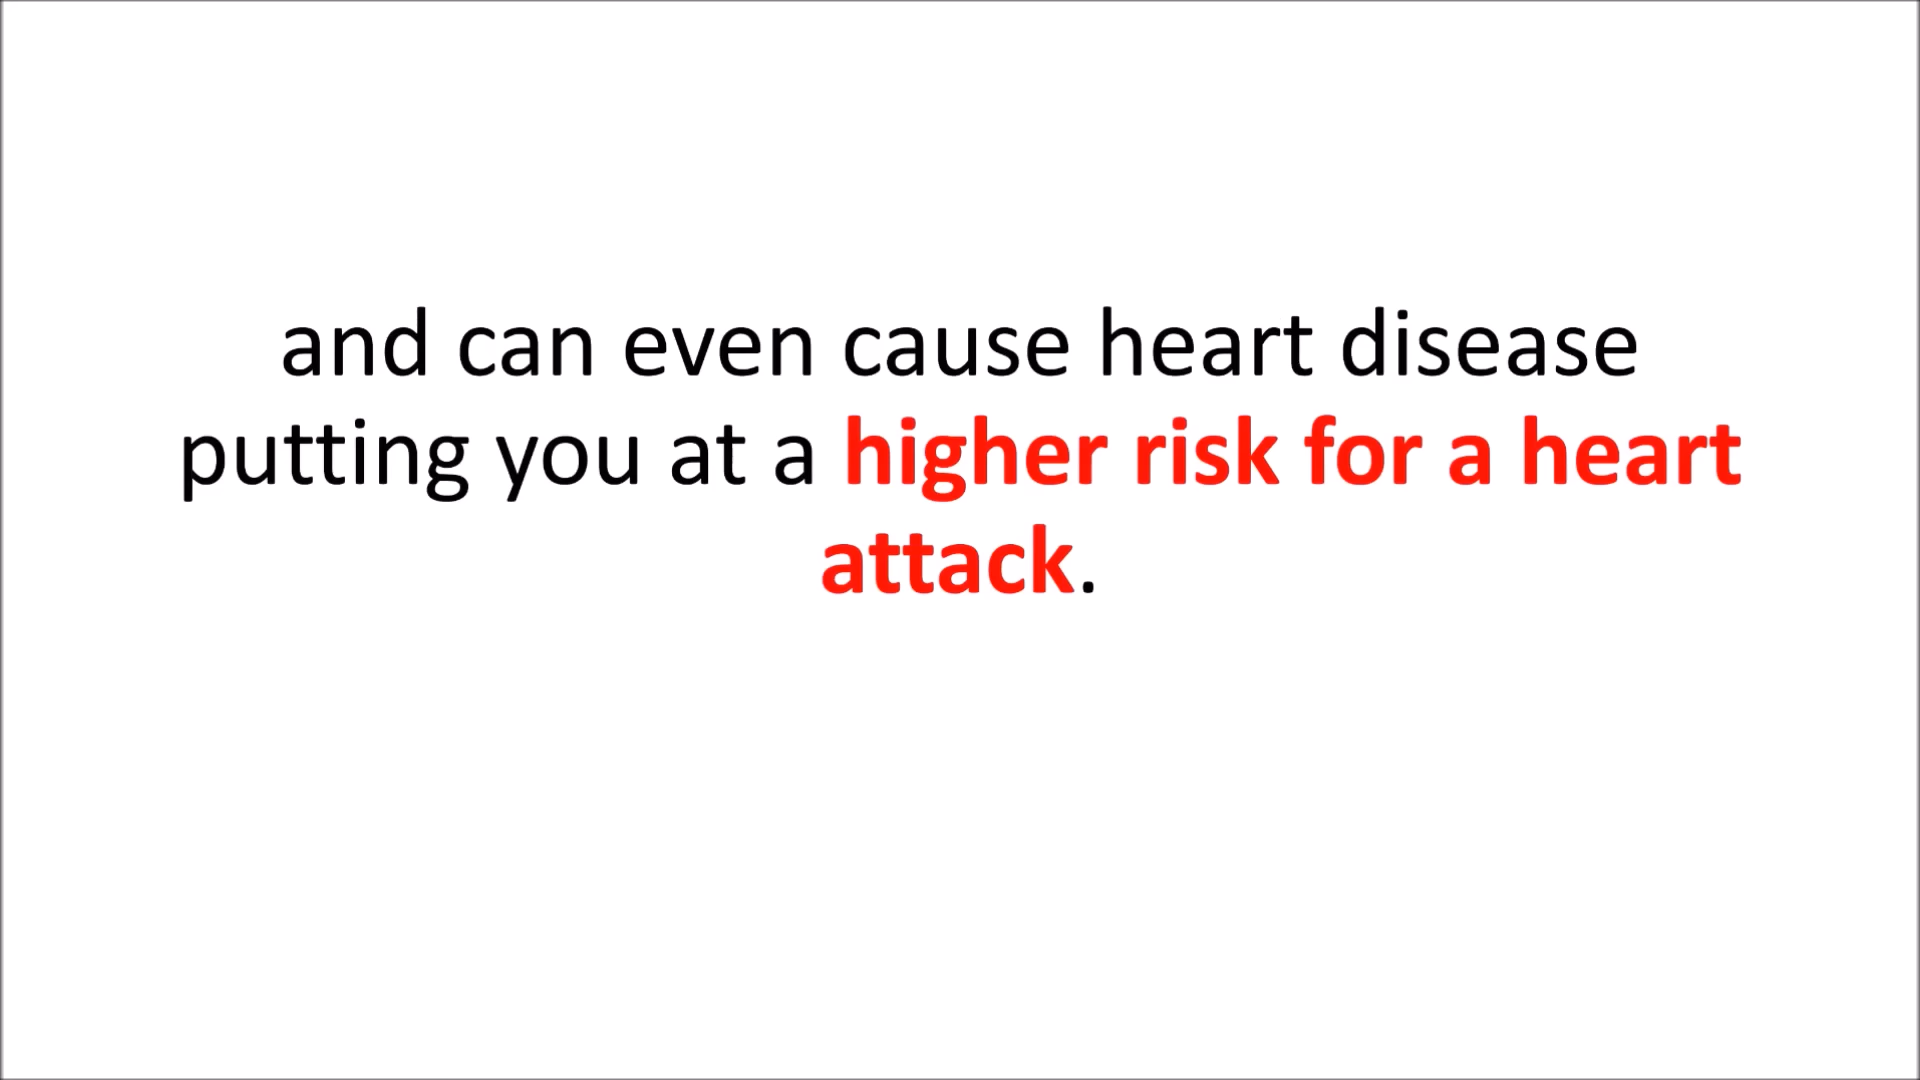 and can even cause heart disease
putting you at a higher risk for a heart
attack.